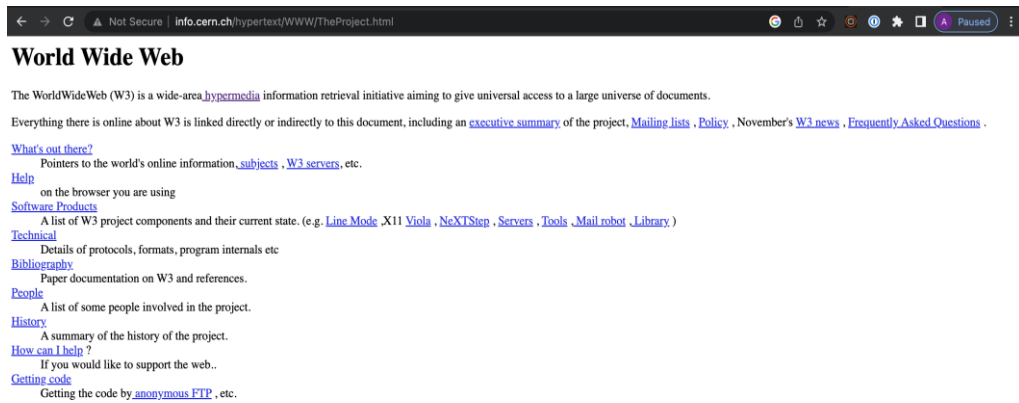 Not Secure | info.cern.ch/hypertext/WWW/TheProject.html A Paused
World Wide Web
The WorldWideWeb (W3) is a wide-area hypermedia information retrieval initiative aiming to give universal access to a large universe of documents.
Everything there is online about W3 is linked directly or indirectly to this document, including an executive summary of the project, Mailing lists , Policy , November's W3 news , Frequently Asked Questions .
What's out there?
Pointers to the world's online information, subjects , W3 servers, etc.
Help
on the browser you are using
Software Products
A list of W3 project components and their current state. (e.g. Line Mode ,X11 Viola , NeXTStep , Servers , Tools , Mail robot , Library )
Technical
Details of protocols, formats, program internals etc
Bibliography
Paper documentation on W3 and references.
People
A list of some people involved in the project.
History
A summary of the history of the project.
How can I help ?
If you would like to support the web..
Getting code
Getting the code by anonymous FTP , etc.